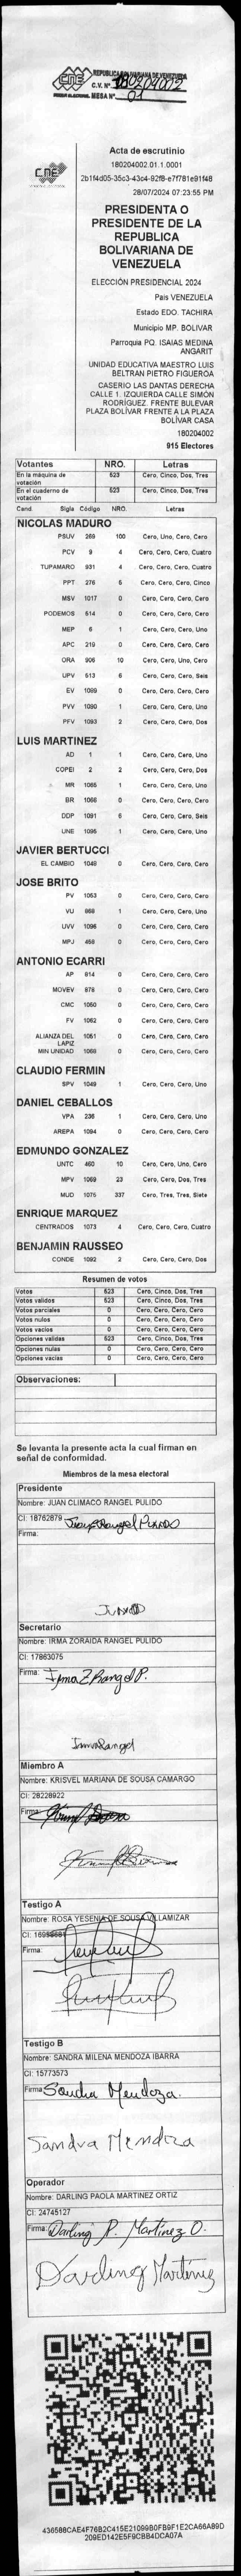 CNE
REPUBLICA BOLIVARIANA DE VENEZUELA
PODER ELECTORAL
C.V. Nº 180204002
MESA Nº 01
CNE
Acta de escrutinio
180204002.01.1.0001
2b1f4d05-35c3-43c4-92f8-e7f781e91f48
28/07/2024 07:23:55 PM
PRESIDENTA O
PRESIDENTE DE LA
REPUBLICA
BOLIVARIANA DE
VENEZUELA
ELECCIÓN PRESIDENCIAL 2024
Pais VENEZUELA
Estado EDO. TACHIRA
Municipio MP. BOLIVAR
Parroquia PQ. ISAIAS MEDINA
ANGARIT
UNIDAD EDUCATIVA MAESTRO LUIS
BELTRAN PIETRO FIGUEROA
CASERIO LAS DANTAS DERECHA
CALLE 1. IZQUIERDA CALLE SIMÓN
RODRÍGUEZ. FRENTE BULEVAR
PLAZA BOLÍVAR FRENTE A LA PLAZA
BOLÍVAR CASA
180204002
915 Electores
Votantes NRO. Letras
En la máquina de votación 523 Cero, Cinco, Dos, Tres
En el cuaderno de votación 523 Cero, Cinco, Dos, Tres
Cand Sigla Código NRO. Letras
NICOLAS MADURO
PSUV 269 100 Cero, Uno, Cero, Cero
PCV 9 4 Cero, Cero, Cero, Cuatro
TUPAMARO 931 4 Cero, Cero, Cero, Cuatro
PPT 276 5 Cero, Cero, Cero, Cinco
MSV 1017 0 Cero, Cero, Cero, Cero
PODEMOS 514 0 Cero, Cero, Cero, Cero
MEP 6 1 Cero, Cero, Cero, Uno
APC 219 0 Cero, Cero, Cero, Cero
ORA 906 10 Cero, Cero, Uno, Cero
UPV 513 6 Cero, Cero, Cero, Seis
EV 1089 0 Cero, Cero, Cero, Cero
PVV 1090 1 Cero, Cero, Cero, Uno
PFV 1093 2 Cero, Cero, Cero, Dos
LUIS MARTINEZ
AD 1 1 Cero, Cero, Cero, Uno
COPEI 2 2 Cero, Cero, Cero, Dos
MR 1065 1 Cero, Cero, Cero, Uno
BR 1066 0 Cero, Cero, Cero, Cero
DDP 1091 6 Cero, Cero, Cero, Seis
UNE 1095 1 Cero, Cero, Cero, Uno
JAVIER BERTUCCI
EL CAMBIO 1048 0 Cero, Cero, Cero, Cero
JOSE BRITO
PV 1053 0 Cero, Cero, Cero, Cero
VU 868 1 Cero, Cero, Cero, Uno
UVV 1096 0 Cero, Cero, Cero, Cero
MPJ 468 0 Cero, Cero, Cero, Cero
ANTONIO ECARRI
AP 814 0 Cero, Cero, Cero, Cero
MOVEV 878 0 Cero, Cero, Cero, Cero
CMC 1050 0 Cero, Cero, Cero, Cero
FV 1052 0 Cero, Cero, Cero, Cero
ALIANZA DEL LAPIZ 1051 0 Cero, Cero, Cero, Cero
MIN UNIDAD 1068 0 Cero, Cero, Cero, Cero
CLAUDIO FERMIN
SPV 1049 1 Cero, Cero, Cero, Uno
DANIEL CEBALLOS
VPA 236 1 Cero, Cero, Cero, Uno
AREPA 1094 0 Cero, Cero, Cero, Cero
EDMUNDO GONZALEZ
UNTC 460 10 Cero, Cero, Uno, Cero
MPV 1069 23 Cero, Cero, Dos, Tres
MUD 1075 337 Cero, Tres, Tres, Siete
ENRIQUE MARQUEZ
CENTRADOS 1073 4 Cero, Cero, Cero, Cuatro
BENJAMIN RAUSSEO
CONDE 1092 2 Cero, Cero, Cero, Dos
Resumen de votos
Votos 523 Cero, Cinco, Dos, Tres
Votos validos 523 Cero, Cinco, Dos, Tres
Votos parciales 0 Cero, Cero, Cero, Cero
Votos nulos 0 Cero, Cero, Cero, Cero
Votos vacios 0 Cero, Cero, Cero, Cero
Opciones validas 523 Cero, Cinco, Dos, Tres
Opciones nulas 0 Cero, Cero, Cero, Cero
Opciones vacias 0 Cero, Cero, Cero, Cero
Observaciones:
Se levanta la presente acta la cual firman en
señal de conformidad.
Miembros de la mesa electoral
Presidente
Nombre: JUAN CLIMACO RANGEL PULIDO
CI: 18762879
Firma: Juan Rangel Pulido
Secretario
Nombre: IRMA ZORAIDA RANGEL PULIDO
CI: 17863075
Firma: Irma Z Rangel P.
Irma Rangel
Miembro A
Nombre: KRISVEL MARIANA DE SOUSA CAMARGO
CI: 28228922
Firma:
Testigo A
Nombre: ROSA YESENIA DE SOUSA VILLAMIZAR
CI:
Firma:
Testigo B
Nombre: SANDRA MILENA MENDOZA IBARRA
CI: 15773573
Firma: Sandra Mendoza.
Sandra Mendoza
Operador
Nombre: DARLING PAOLA MARTINEZ ORTIZ
CI: 24745127
Firma: Darling P. Martinez O.
Darling Martinez
436588CAE4F76B2C415E21099B0FB9F1E2CA66A89D
209ED142E5F9CBB4DCA07A